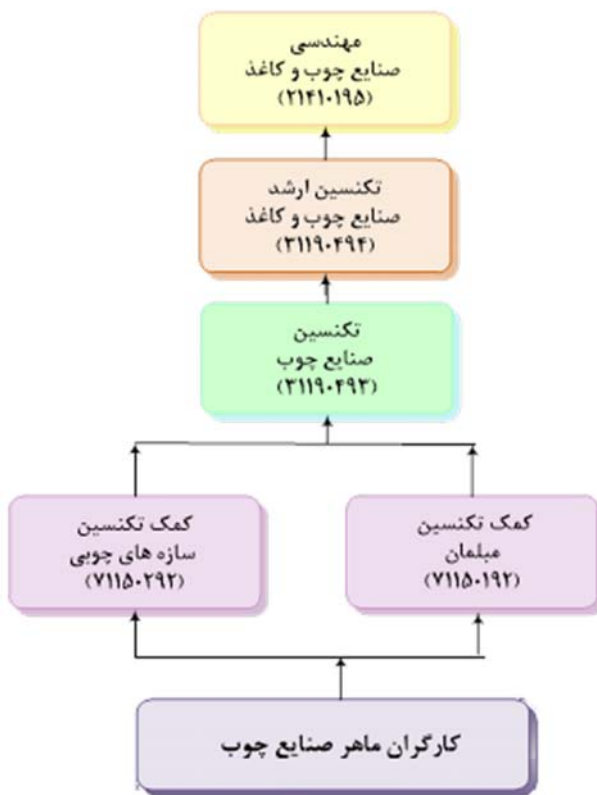 مهندسی
صنایع چوب و کاغذ
(۲۱۴۱۰۱۹۵)
تکنسین ارشد
صنایع چوب و کاغذ
(۳۱۱۹۰۴۹۴)
تکنسین
صنایع چوب
(۳۱۱۹۰۴۹۳)
کمک تکنسین
مبلمان
(۷۱۱۵۰۱۹۲)
کمک تکنسین
سازه های چوبی
(۷۱۱۵۰۲۹۲)
کارگران ماهر صنایع چوب